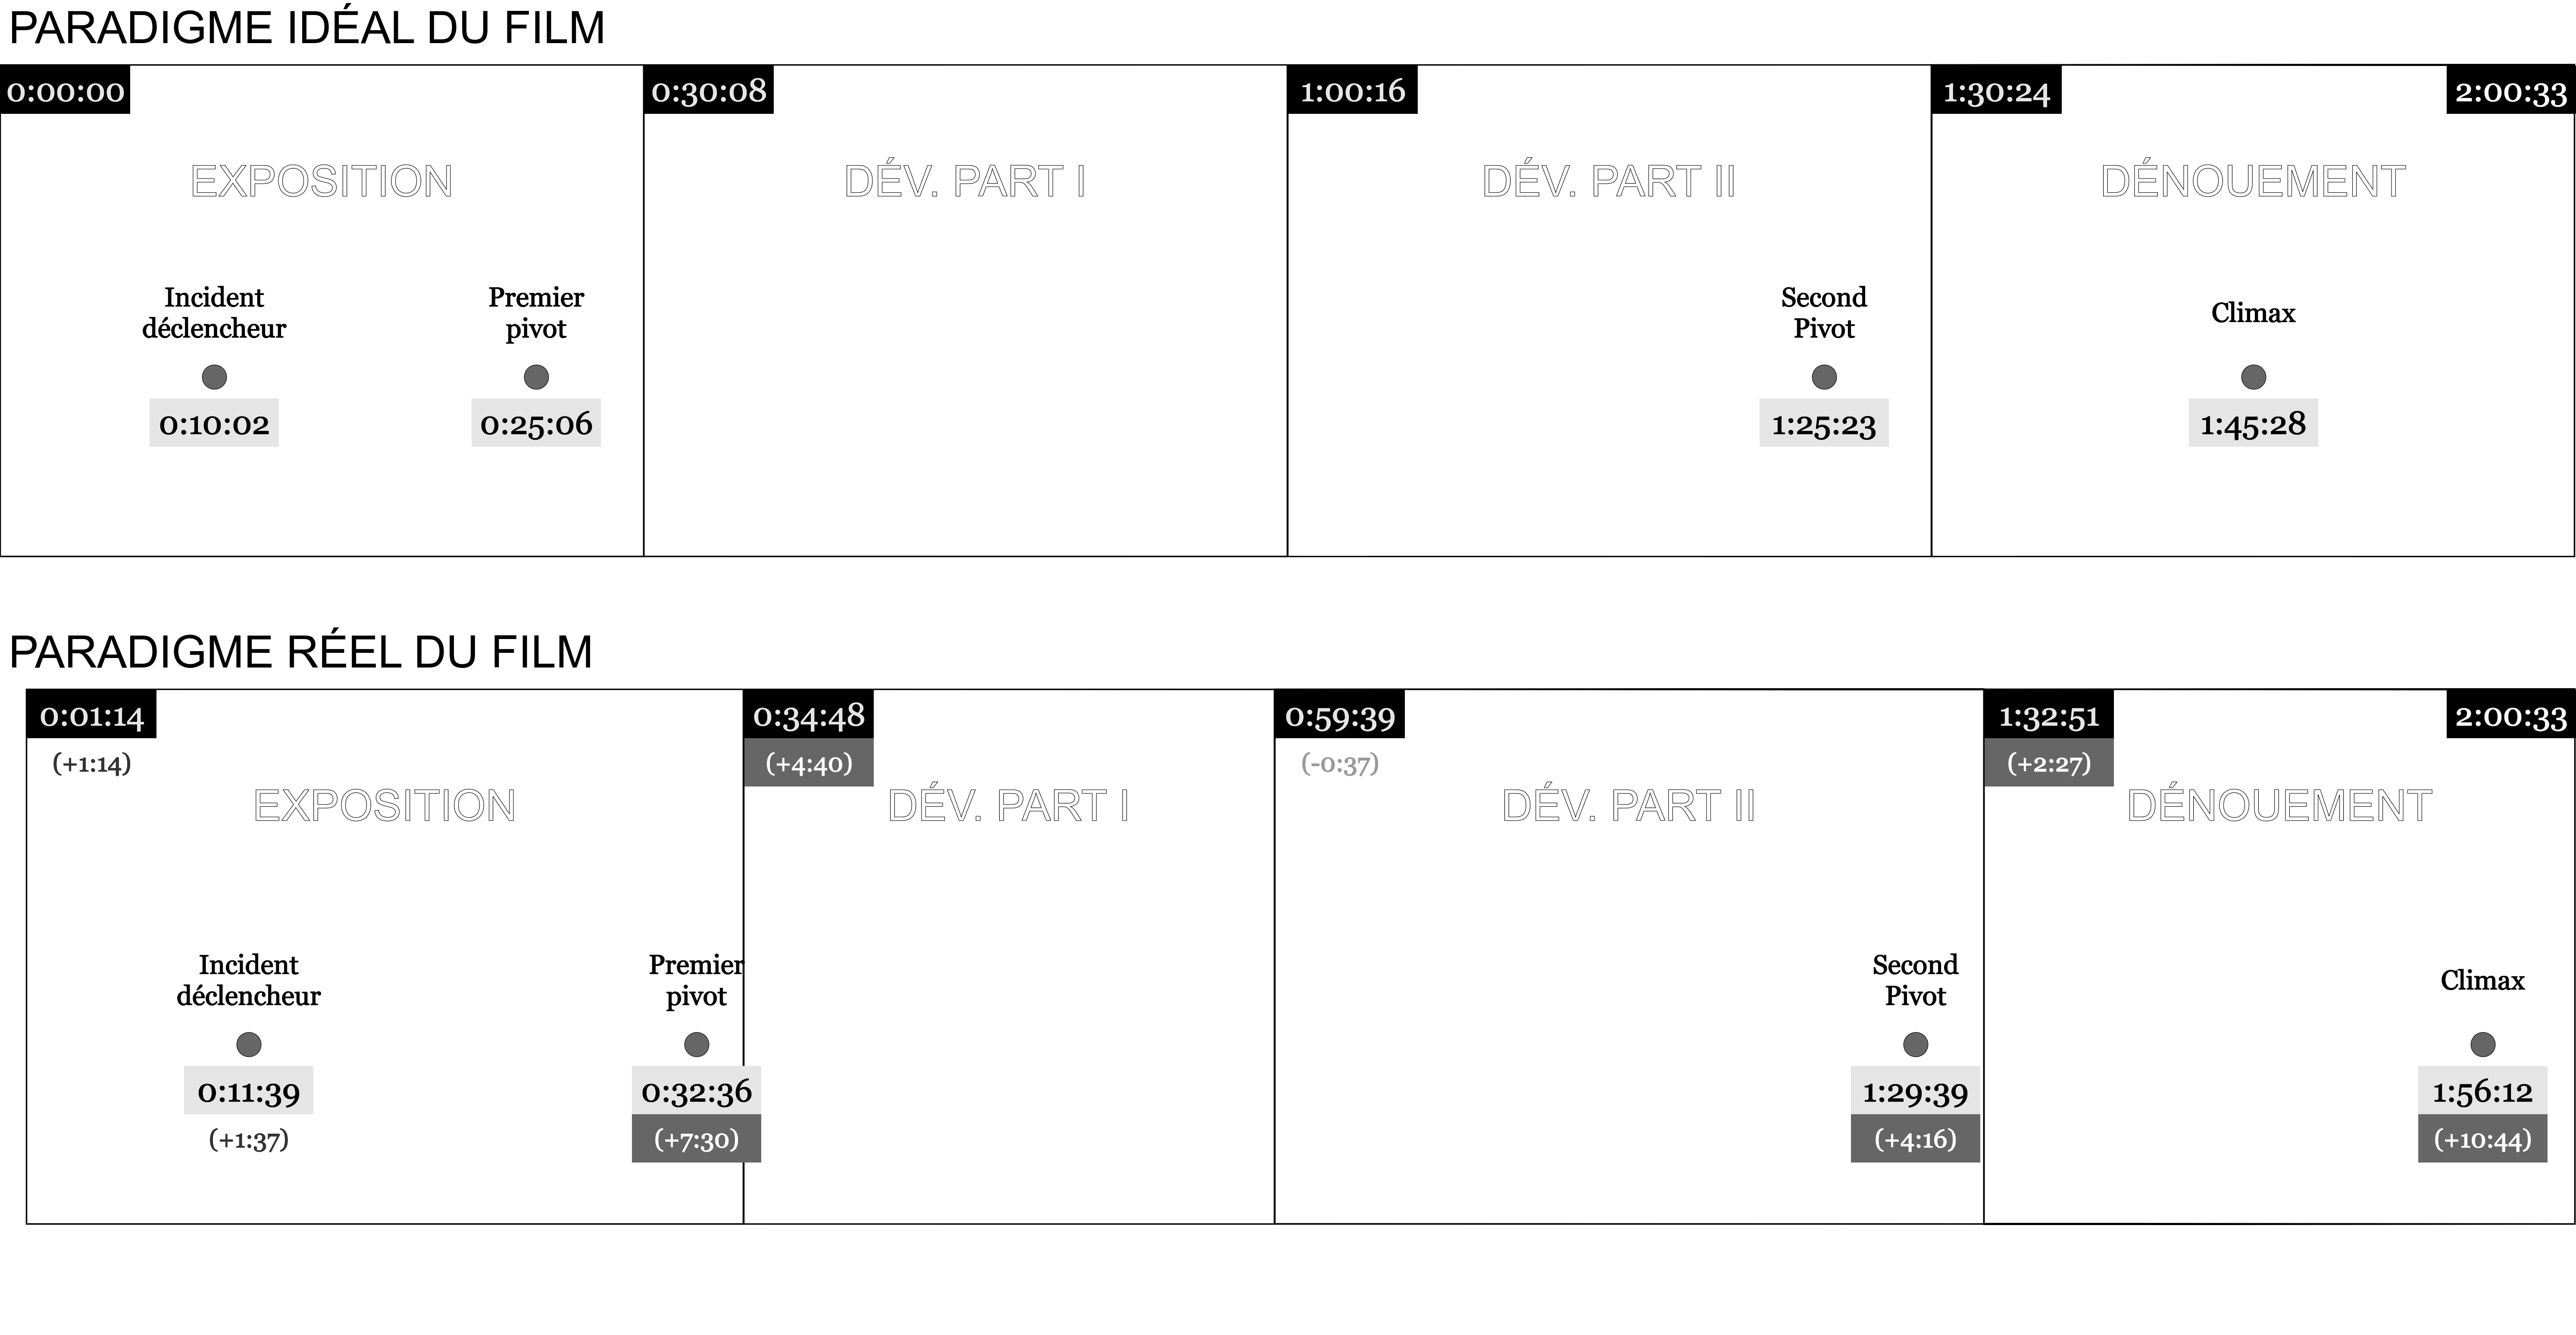 PARADIGME IDÉAL DU FILM
0:00:00
0:30:08
1:00:16
1:30:24
2:00:33
EXPOSITION
DÉV. PART I
DÉV. PART II
DÉNOUEMENT
Incident
déclencheur
0:10:02
Premier
pivot
0:25:06
Second
Pivot
1:25:23
Climax
1:45:28
PARADIGME RÉEL DU FILM
0:01:14
(+1:14)
0:34:48
(+4:40)
0:59:39
(-0:37)
1:32:51
(+2:27)
2:00:33
EXPOSITION
DÉV. PART I
DÉV. PART II
DÉNOUEMENT
Incident
déclencheur
0:11:39
(+1:37)
Premier
pivot
0:32:36
(+7:30)
Second
Pivot
1:29:39
(+4:16)
Climax
1:56:12
(+10:44)